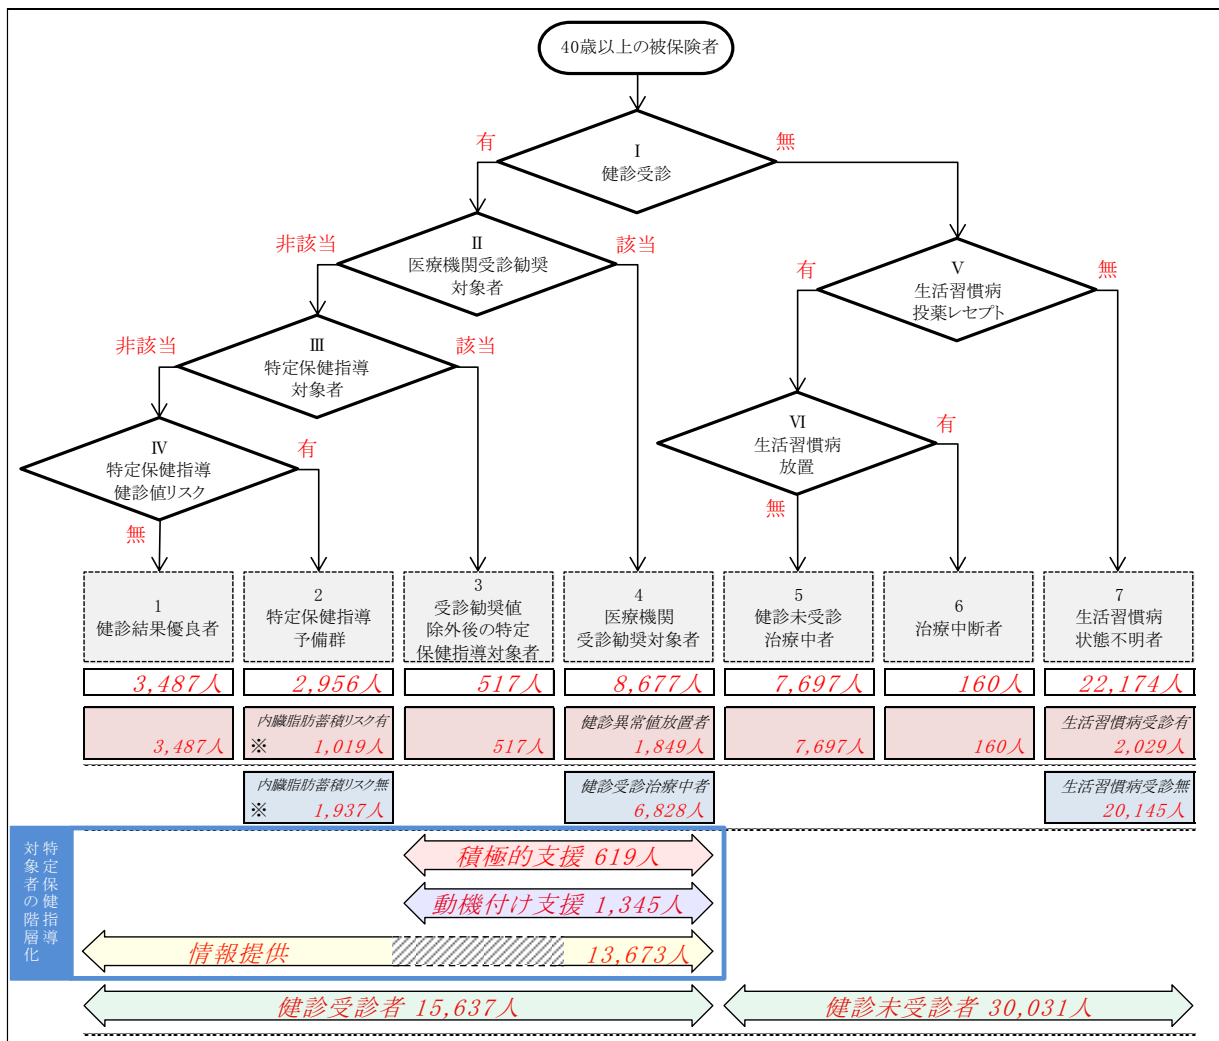 40歳以上の被保険者
Ⅰ
健診受診
有
無
Ⅱ
医療機関受診勧奨
対象者
非該当
該当
Ⅴ
生活習慣病
投薬レセプト
有
無
Ⅲ
特定保健指導
対象者
非該当
該当
Ⅵ
生活習慣病
放置
有
無
Ⅳ
特定保健指導
健診値リスク
有
無
1
健診結果優良者
2
特定保健指導
予備群
3
受診勧奨値
除外後の特定
保健指導対象者
4
医療機関
受診勧奨対象者
5
健診未受診
治療中者
6
治療中断者
7
生活習慣病
状態不明者
3,487人
2,956人
517人
8,677人
7,697人
160人
22,174人
3,487人
内臓脂肪蓄積リスク有
※ 1,019人
517人
健診異常値放置者
1,849人
7,697人
160人
生活習慣病受診有
2,029人
内臓脂肪蓄積リスク無
※ 1,937人
健診受診治療中者
6,828人
生活習慣病受診無
20,145人
特定保健指導
対象者の階層化
積極的支援 619人
動機付け支援 1,345人
情報提供 13,673人
健診受診者 15,637人
健診未受診者 30,031人